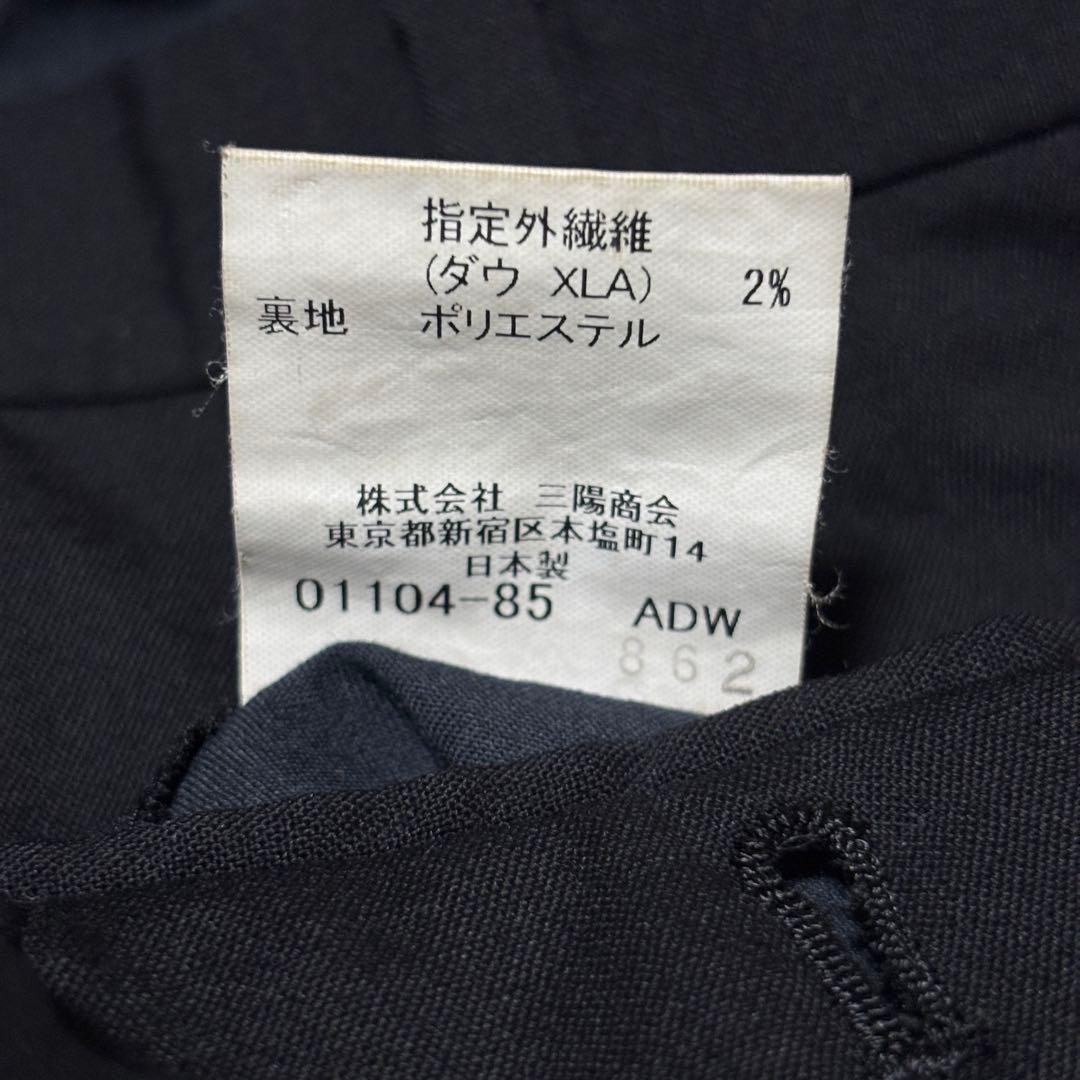 指定外繊維
(ダウ XLA) 2%
裏地 ポリエステル
株式会社 三陽商会
東京都新宿区本塩町14
日本製
01104-85 ADW
862